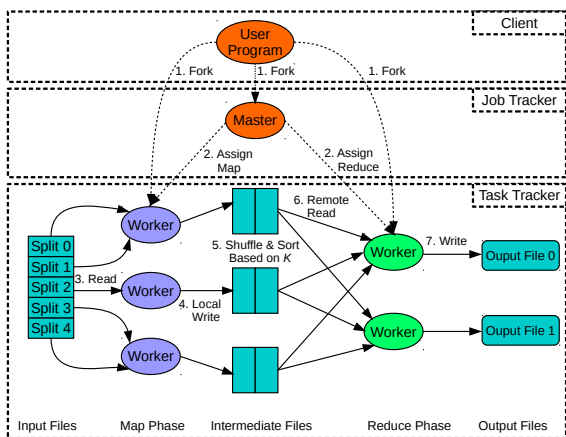 Client
User
Program
1. Fork
1. Fork
1. Fork
Job Tracker
Master
2. Assign
Map
2. Assign
Reduce
Task Tracker
Worker
6. Remote
Read
Split 0
Split 1
Split 2
Split 3
Split 4
3. Read
5. Shuffle & Sort
Based on K
Worker
7. Write
Ouput File 0
Worker
4. Local
Write
Worker
Ouput File 1
Worker
Input Files
Map Phase
Intermediate Files
Reduce Phase
Output Files